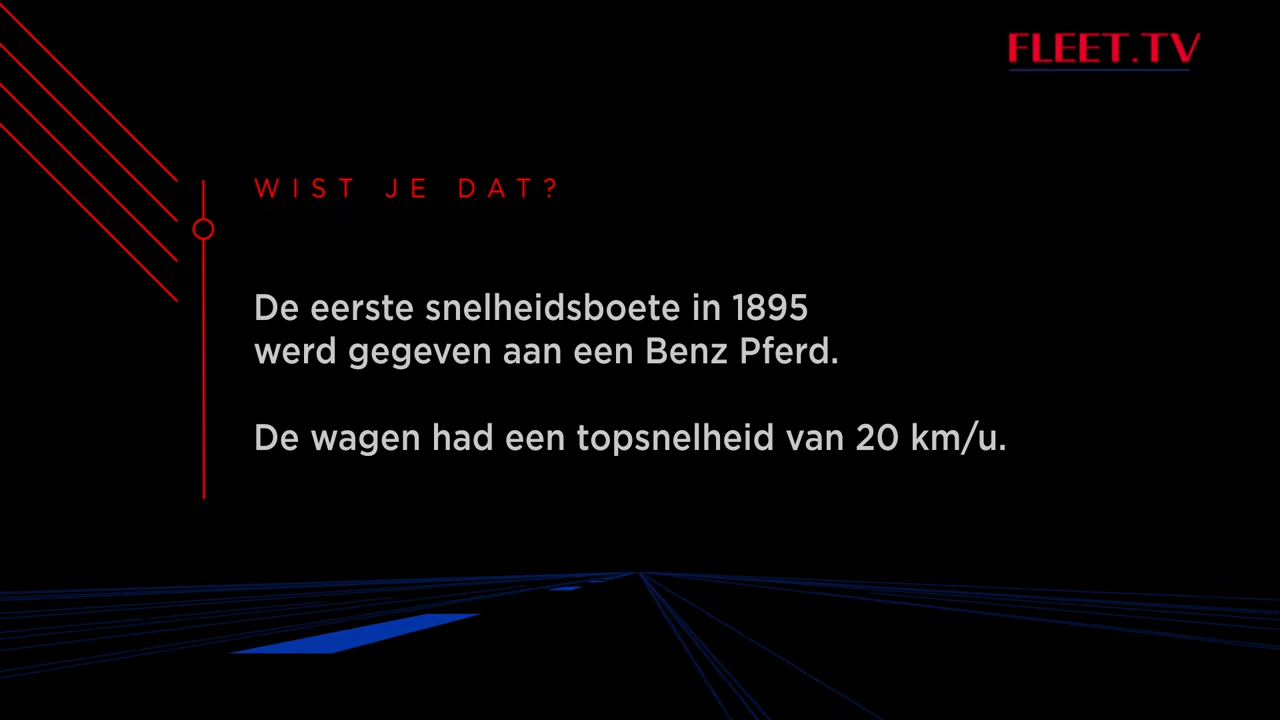 FLEET.TV
WIST JE DAT?
De eerste snelheidsboete in 1895
werd gegeven aan een Benz Pferd.
De wagen had een topsnelheid van 20 km/u.